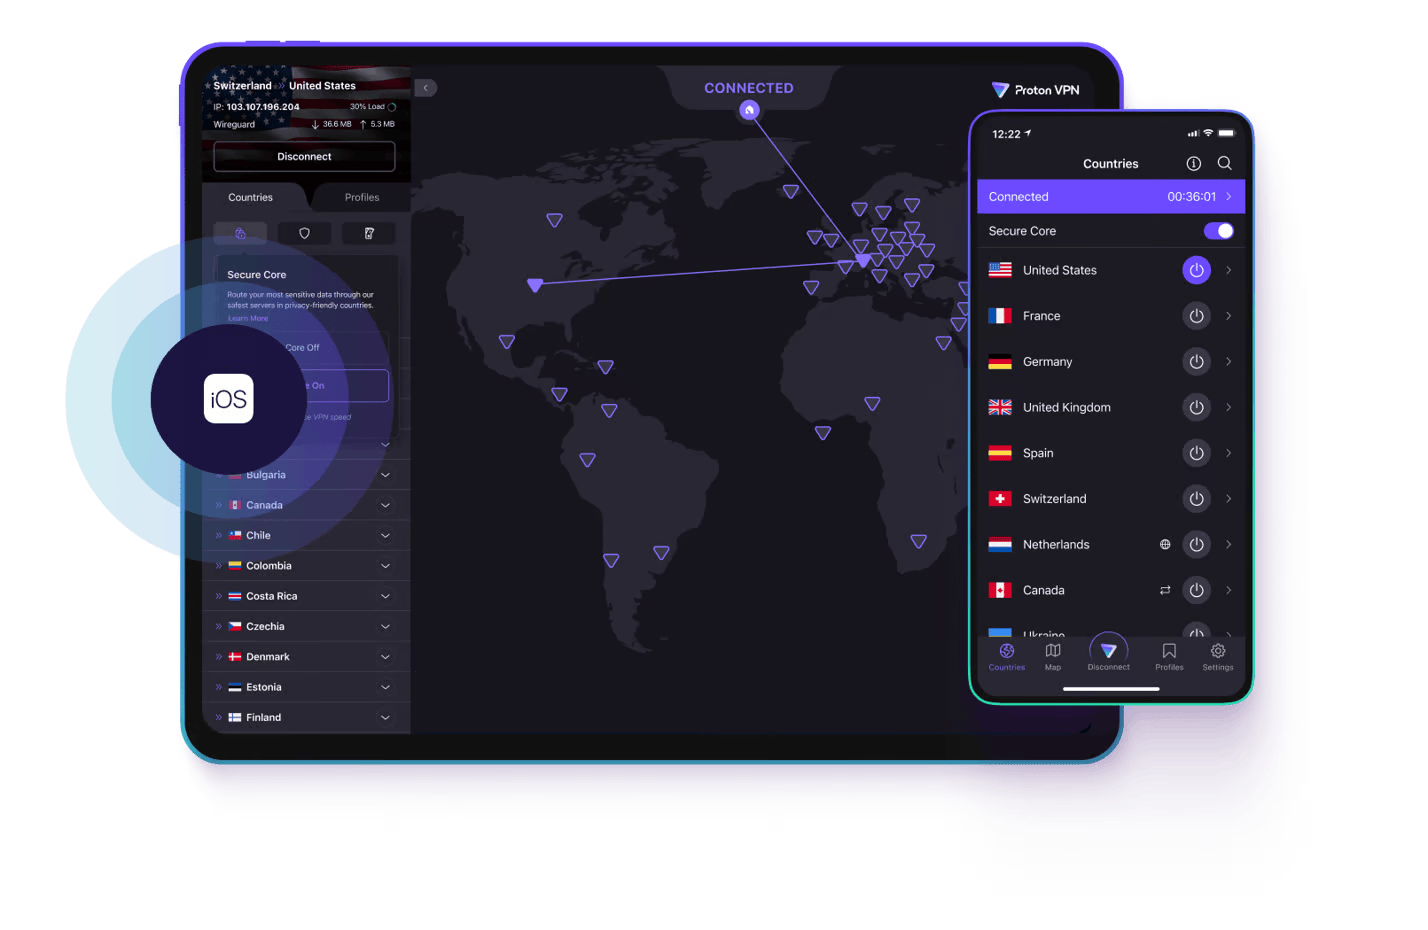 Switzerland » United States
IP: 103.107.196.204 30% Load
Wireguard ↓ 36.6 MB ↑ 5.3 MB
Disconnect
Countries Profiles
Secure Core
Route your most sensitive data through our
safest servers in privacy-friendly countries.
Learn More
Core Off
On
VPN speed
Bulgaria
Canada
Chile
Colombia
Costa Rica
Czechia
Denmark
Estonia
Finland
iOS
CONNECTED
Proton VPN
12:22
Countries
Connected 00:36:01
Secure Core
United States
France
Germany
United Kingdom
Spain
Switzerland
Netherlands
Canada
Ukraine
Countries Map Disconnect Profiles Settings